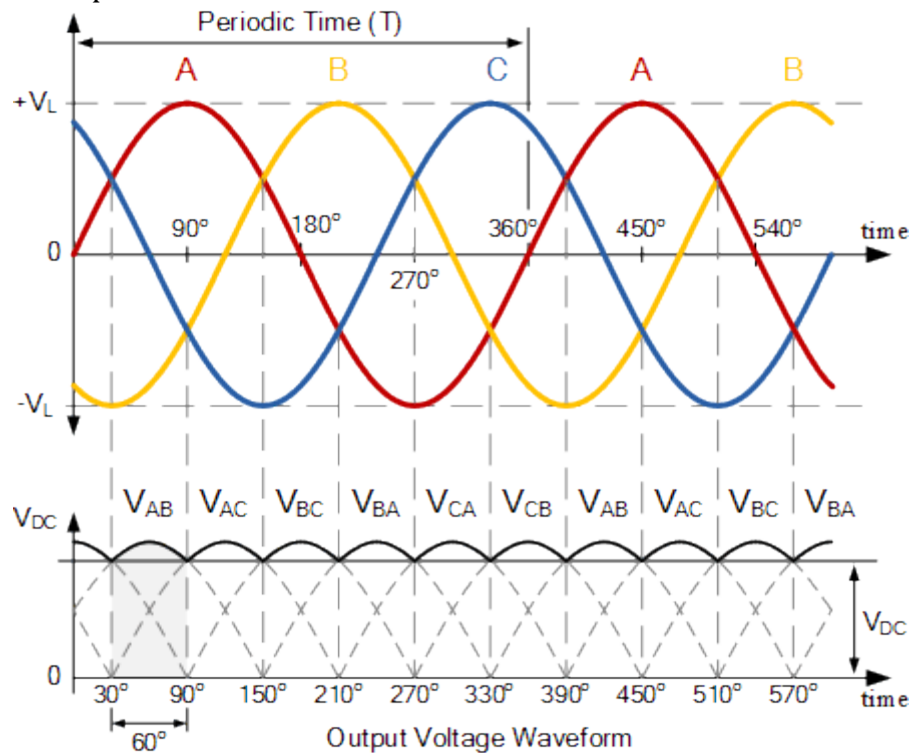 Periodic Time (T)
A B C A B
+VL
90° 180° 360° 450° 540° time
0
270°
-VL
VAB VAC VBC VBA VCA VCB VAB VAC VBC VBA
VDC
VDC
0
30° 90° 150° 210° 270° 330° 390° 450° 510° 570° time
60° Output Voltage Waveform